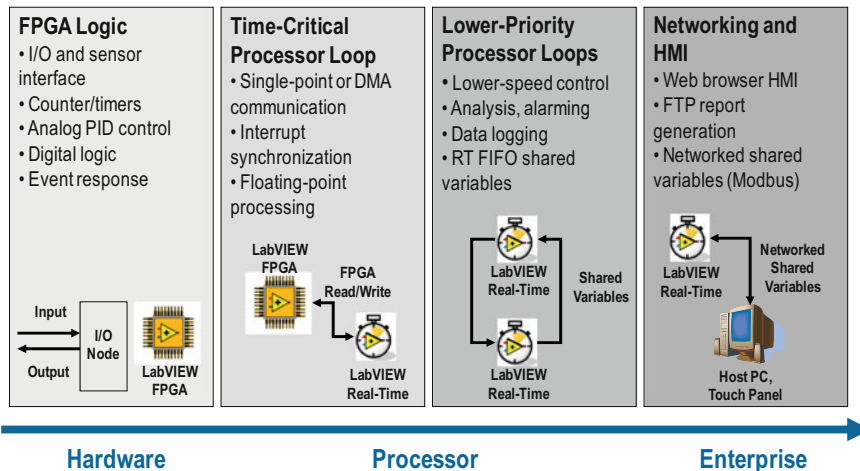 FPGA Logic
• I/O and sensor
interface
• Counter/timers
• Analog PID control
• Digital logic
• Event response
Input
Output
I/O
Node
LabVIEW
FPGA
Time-Critical
Processor Loop
• Single-point or DMA
communication
• Interrupt
synchronization
• Floating-point
processing
LabVIEW
FPGA
FPGA
Read/Write
LabVIEW
Real-Time
Lower-Priority
Processor Loops
• Lower-speed control
• Analysis, alarming
• Data logging
• RT FIFO shared
variables
LabVIEW
Real-Time
Shared
Variables
LabVIEW
Real-Time
Networking and
HMI
• Web browser HMI
• FTP report
generation
• Networked shared
variables (Modbus)
LabVIEW
Real-Time
Networked
Shared
Variables
Host PC,
Touch Panel
Hardware
Processor
Enterprise